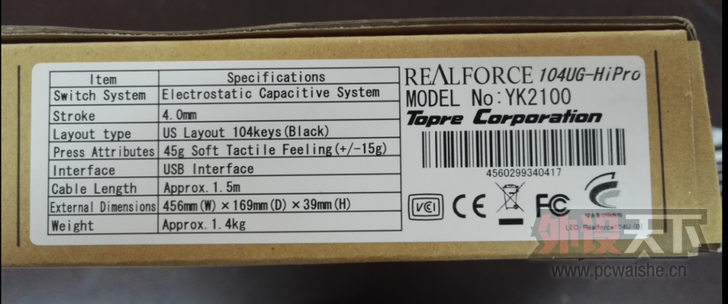 Item Specifications
Switch System Electrostatic Capacitive System
Stroke 4.0mm
Layout type US Layout 104keys(Black)
Press Attributes 45g Soft Tactile Feeling(+/-15g)
Interface USB Interface
Cable Length Approx.1.5m
External Dimensions 456mm(W)×169mm(D)×39mm(H)
Weight Approx.1.4kg
REALFORCE 104UG-HiPro
MODEL No:YK2100
Topre Corporation
4560299340417
VCI CE FC
外设天下
www.pcwaishe.cn